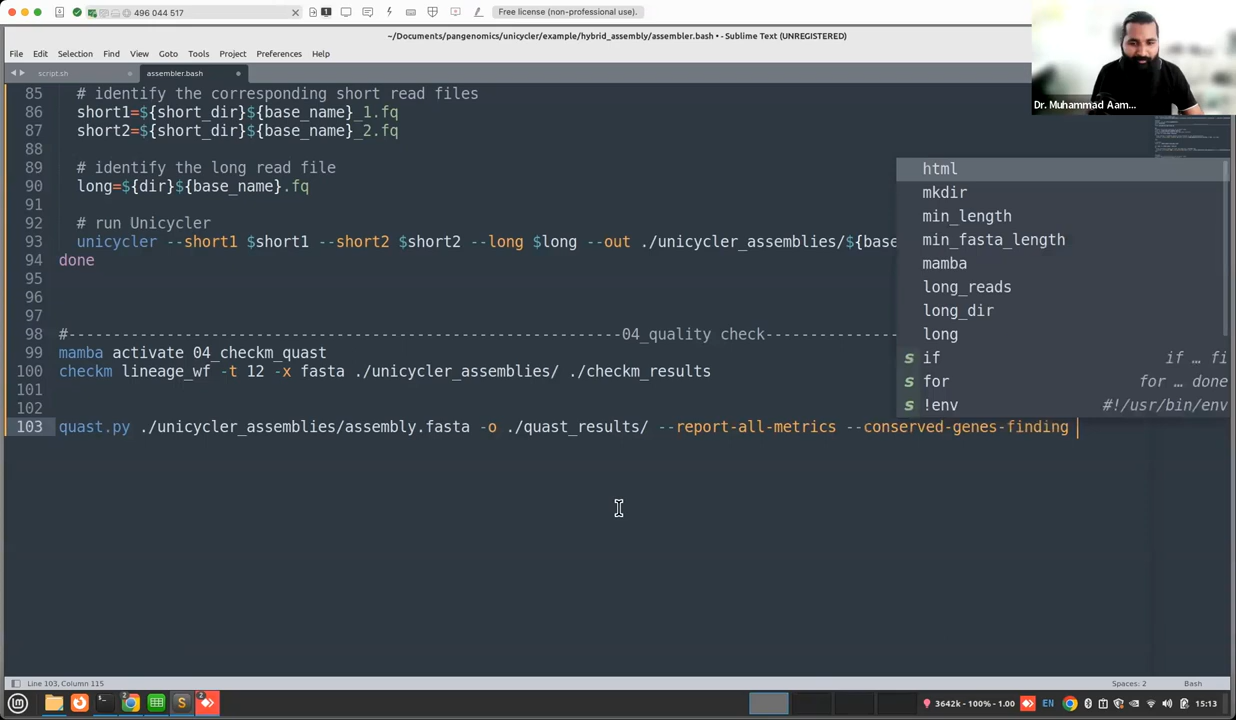 496 044 517
Free license (non-professional use).
~/Documents/pangenomics/unicycler/example/hybrid_assembly/assembler.bash • - Sublime Text (UNREGISTERED)
File Edit Selection Find View Goto Tools Project Preferences Help
script.sh assembler.bash
Dr. Muhammad Aam...
85 # identify the corresponding short read files
86 short1=${short_dir}${base_name}_1.fq
87 short2=${short_dir}${base_name}_2.fq
88
89 # identify the long read file
90 long=${dir}${base_name}.fq
91
92 # run Unicycler
93 unicycler --short1 $short1 --short2 $short2 --long $long --out ./unicycler_assemblies/${base
94 done
95
96
97
98 #-----------------------------------------------------------------04_quality check----------------
99 mamba activate 04_checkm_quast
100 checkm lineage_wf -t 12 -x fasta ./unicycler_assemblies/ ./checkm_results
101
102
103 quast.py ./unicycler_assemblies/assembly.fasta -o ./quast_results/ --report-all-metrics --conserved-genes-finding
html
mkdir
min_length
min_fasta_length
mamba
long_reads
long_dir
long
s if if … fi
s for for … done
s !env #!/usr/bin/env
Line 103, Column 115
Spaces: 2 Bash
3642k - 100% - 1.00 EN 15:13